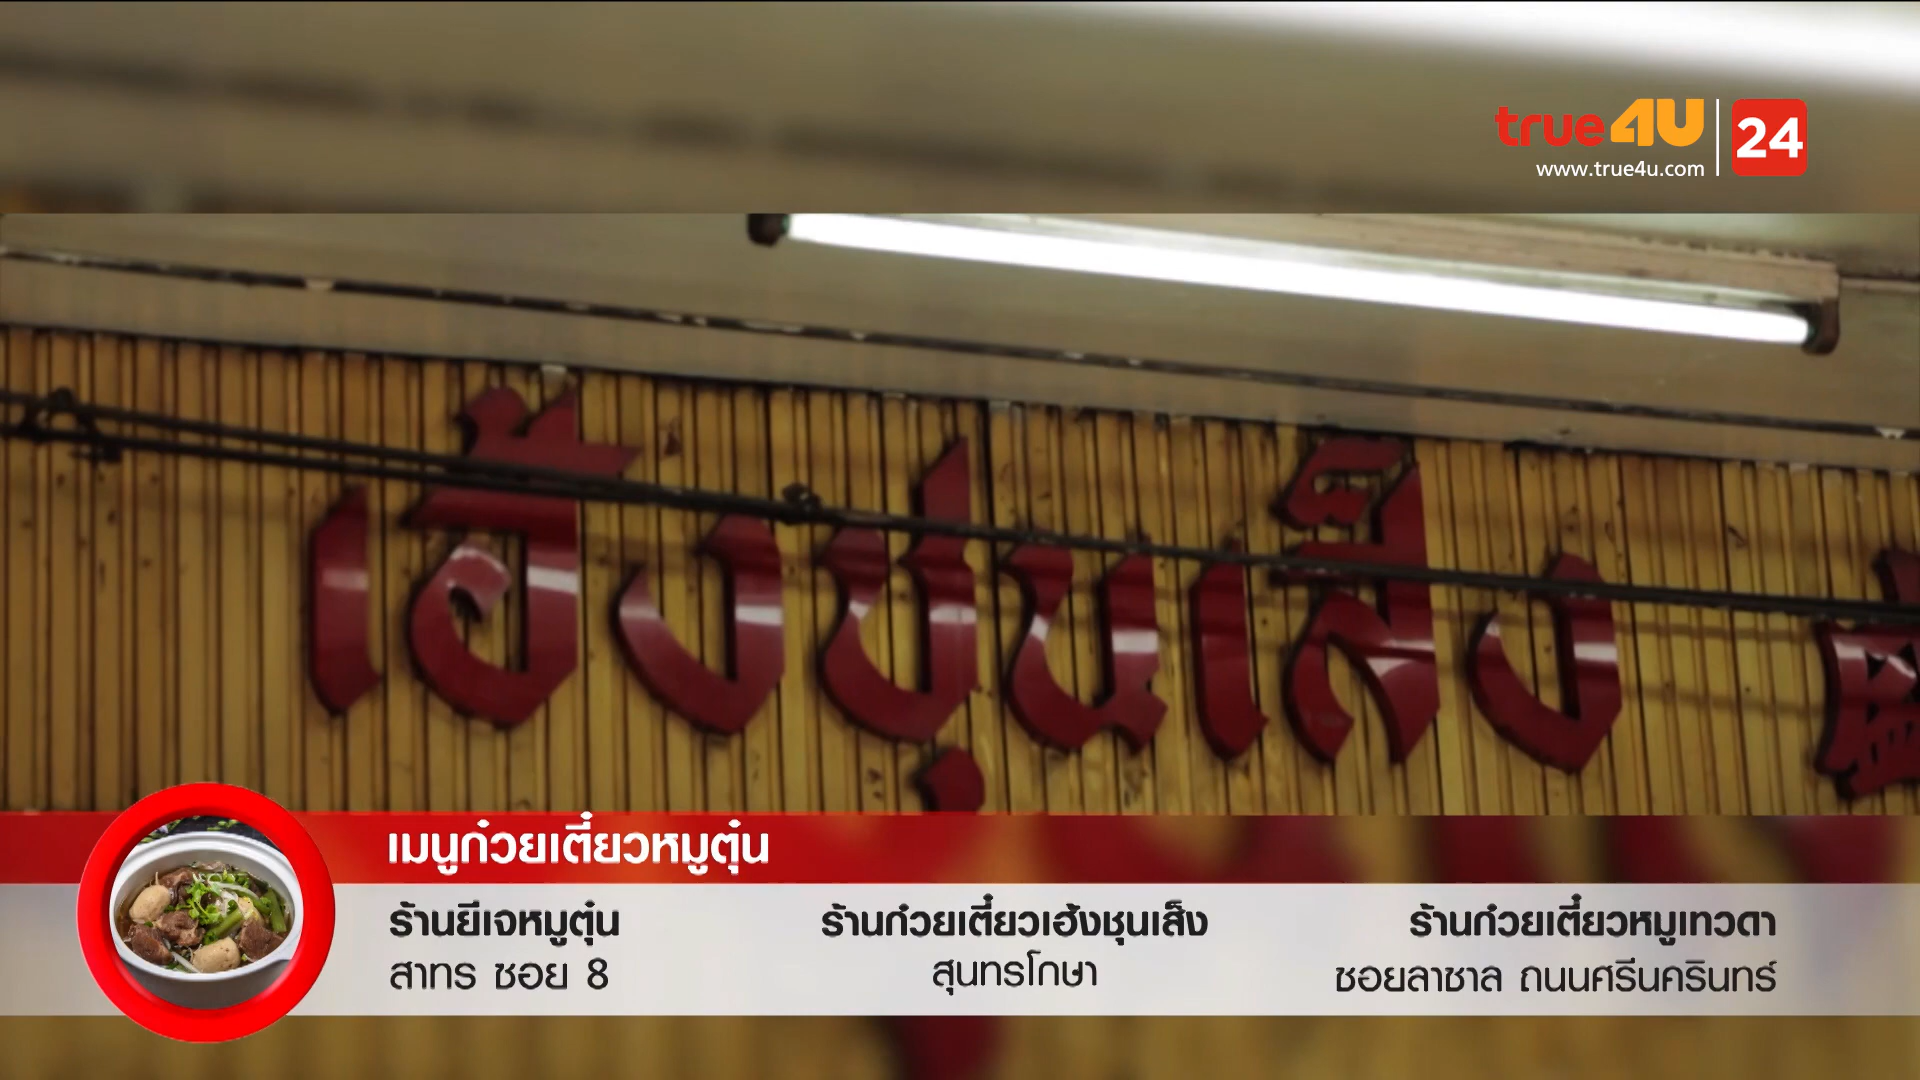 true4U 24
www.true4u.com
เฮ้งชุนเส็ง
เมนูก๋วยเตี๋ยวหมูตุ๋น
ร้านยีเจหมูตุ๋น
สาทร ซอย 8
ร้านก๋วยเตี๋ยวเฮ้งชุนเส็ง
สุนทรโกษา
ร้านก๋วยเตี๋ยวหมูเทวดา
ซอยลาซาล ถนนศรีนครินทร์